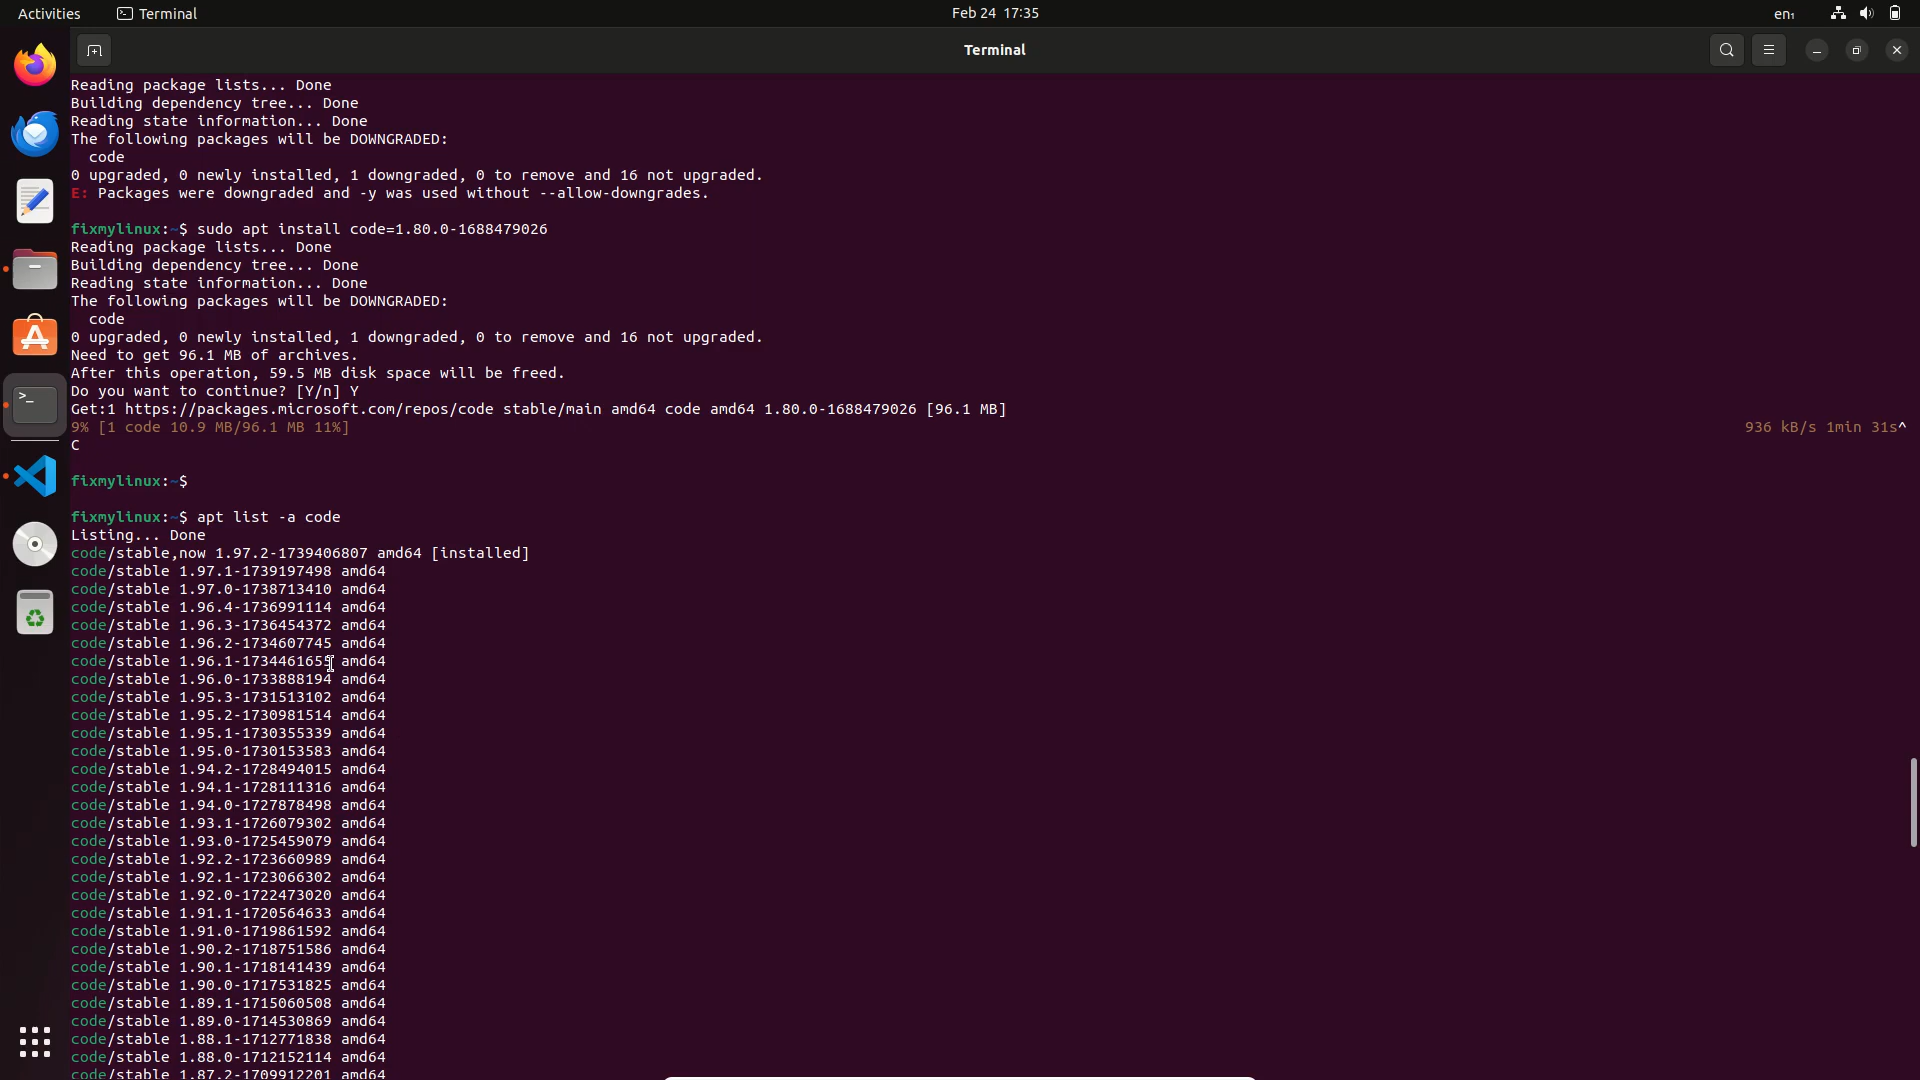 Activities
Terminal
Feb 24 17:35
en₁
Terminal
Reading package lists... Done
Building dependency tree... Done
Reading state information... Done
The following packages will be DOWNGRADED:
code
0 upgraded, 0 newly installed, 1 downgraded, 0 to remove and 16 not upgraded.
E: Packages were downgraded and -y was used without --allow-downgrades.
fixmylinux:~$ sudo apt install code=1.80.0-1688479026
Reading package lists... Done
Building dependency tree... Done
Reading state information... Done
The following packages will be DOWNGRADED:
code
0 upgraded, 0 newly installed, 1 downgraded, 0 to remove and 16 not upgraded.
Need to get 96.1 MB of archives.
After this operation, 59.5 MB disk space will be freed.
Do you want to continue? [Y/n] Y
Get:1 https://packages.microsoft.com/repos/code stable/main amd64 code amd64 1.80.0-1688479026 [96.1 MB]
9% [1 code 10.9 MB/96.1 MB 11%] 936 kB/s 1min 31s^
C
fixmylinux:~$
fixmylinux:~$ apt list -a code
Listing... Done
code/stable,now 1.97.2-1739406807 amd64 [installed]
code/stable 1.97.1-1739197498 amd64
code/stable 1.97.0-1738713410 amd64
code/stable 1.96.4-1736991114 amd64
code/stable 1.96.3-1736454372 amd64
code/stable 1.96.2-1734607745 amd64
code/stable 1.96.1-1734461655 amd64
code/stable 1.96.0-1733888194 amd64
code/stable 1.95.3-1731513102 amd64
code/stable 1.95.2-1730981514 amd64
code/stable 1.95.1-1730355339 amd64
code/stable 1.95.0-1730153583 amd64
code/stable 1.94.2-1728494015 amd64
code/stable 1.94.1-1728111316 amd64
code/stable 1.94.0-1727878498 amd64
code/stable 1.93.1-1726079302 amd64
code/stable 1.93.0-1725459079 amd64
code/stable 1.92.2-1723660989 amd64
code/stable 1.92.1-1723066302 amd64
code/stable 1.92.0-1722473020 amd64
code/stable 1.91.1-1720564633 amd64
code/stable 1.91.0-1719861592 amd64
code/stable 1.90.2-1718751586 amd64
code/stable 1.90.1-1718141439 amd64
code/stable 1.90.0-1717531825 amd64
code/stable 1.89.1-1715060508 amd64
code/stable 1.89.0-1714530869 amd64
code/stable 1.88.1-1712771838 amd64
code/stable 1.88.0-1712152114 amd64
code/stable 1.87.2-1709912201 amd64